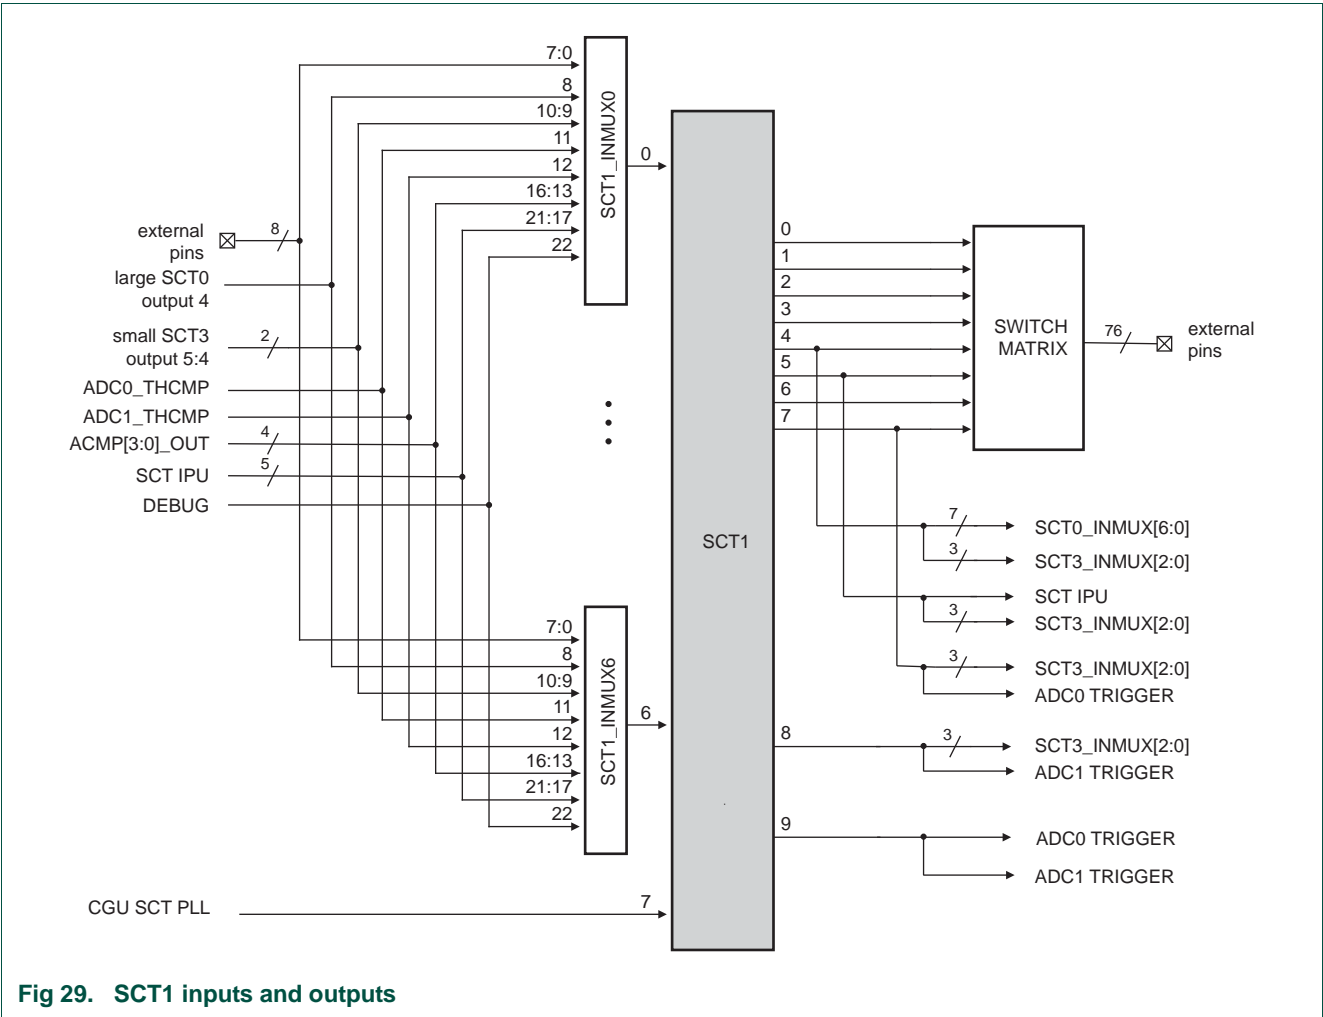 7:0
8
10:9
11
12
16:13
21:17
22
SCT1_INMUX0
0
external
pins
8
large SCT0
output 4
small SCT3
output 5:4
2
ADC0_THCMP
ADC1_THCMP
ACMP[3:0]_OUT
4
SCT IPU
5
DEBUG
7:0
8
10:9
11
12
16:13
21:17
22
SCT1_INMUX6
6
CGU SCT PLL
7
SCT1
0
1
2
3
4
5
6
7
SWITCH
MATRIX
76
external
pins
7
SCT0_INMUX[6:0]
3
SCT3_INMUX[2:0]
SCT IPU
3
SCT3_INMUX[2:0]
3
SCT3_INMUX[2:0]
ADC0 TRIGGER
8
3
SCT3_INMUX[2:0]
ADC1 TRIGGER
9
ADC0 TRIGGER
ADC1 TRIGGER
Fig 29. SCT1 inputs and outputs